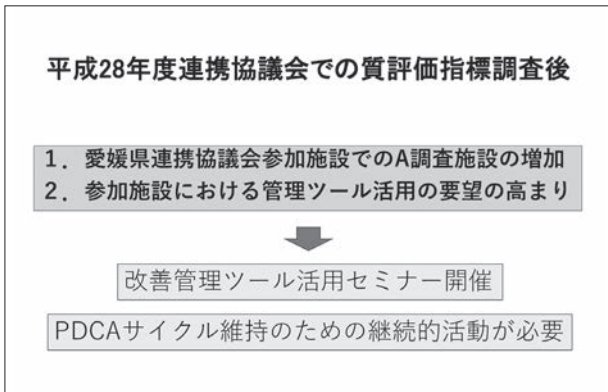 平成28年度連携協議会での質評価指標調査後
1．愛媛県連携協議会参加施設でのA調査施設の増加
2．参加施設における管理ツール活用の要望の高まり
改善管理ツール活用セミナー開催
PDCAサイクル維持のための継続的活動が必要